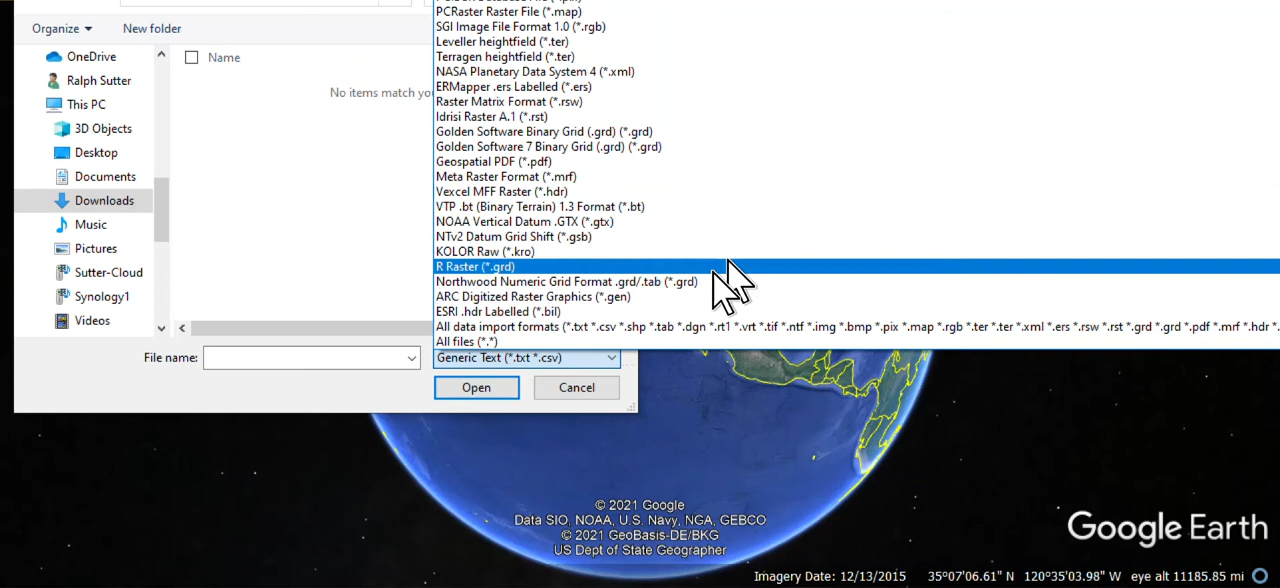 PCRaster Raster File (*.map)
Organize
New folder
SGI Image File Format 1.0 (*.rgb)
Leveller heightfield (*.ter)
OneDrive
Name
Terragen heightfield (*.ter)
NASA Planetary Data System 4 (*.xml)
Ralph Sutter
ERMapper .ers Labelled (*.ers)
No items match you
This PC
Raster Matrix Format (*.rsw)
Idrisi Raster A.1 (*.rst)
3D Objects
Golden Software Binary Grid (.grd) (*.grd)
Desktop
Golden Software 7 Binary Grid (.grd) (*.grd)
Geospatial PDF (*.pdf)
Documents
Meta Raster Format (*.mrf)
Vexcel MFF Raster (*.hdr)
Downloads
VTP .bt (Binary Terrain) 1.3 Format (*.bt)
NOAA Vertical Datum .GTX (*.gtx)
Music
NTv2 Datum Grid Shift (*.gsb)
Pictures
KOLOR Raw (*.kro)
R Raster (*.grd)
Sutter-Cloud
Northwood Numeric Grid Format .grd/.tab (*.grd)
Synology1
ARC Digitized Raster Graphics (*.gen)
ESRI .hdr Labelled (*.bil)
Videos
All data import formats (*.txt *.csv *.shp *.tab *.dgn *.rt1 *.vrt *.tif *.ntf *.img *.bmp *.pix *.map *.rgb *.ter *.ter *.xml *.ers *.rsw *.rst *.grd *.grd *.pdf *.mrf *.hdr *.
All files (*.*)
File name:
Generic Text (*.txt *.csv)
Open
Cancel
© 2021 Google
Data SIO, NOAA, U.S. Navy, NGA, GEBCO
© 2021 GeoBasis-DE/BKG
US Dept of State Geographer
Google Earth
Imagery Date: 12/13/2015 35°07'06.61" N 120°35'03.98" W eye alt 11185.85 mi